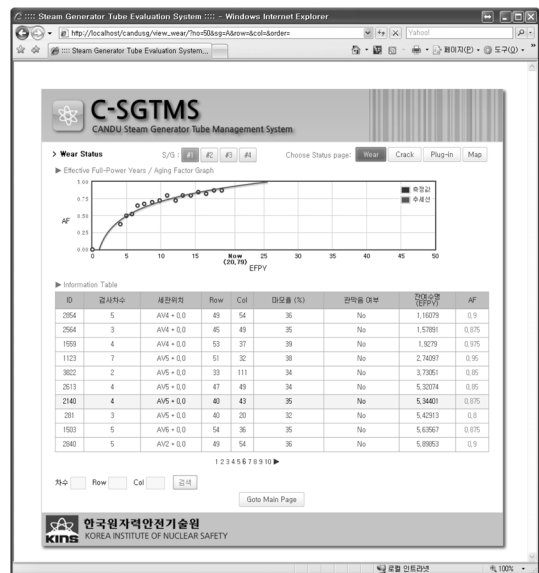 :::: Steam Generator Tube Evaluation System :::: - Windows Internet Explorer
http://localhost/candusg/view_wear/?no=50&sg=A&row=&col=&order=
Yahoo!
:::: Steam Generator Tube Evaluation System...
페이지(P) 도구(O)
C-SGTMS
CANDU Steam Generator Tube Management System
> Wear Status S/G : #1 #2 #3 #4 Choose Status page: Wear Crack Plug-in Map
▶ Effective Full-Power Years / Aging Factor Graph
1.00
0.75
0.50
0.25
0.00
AF
측정값
추세선
0 5 10 15 Now 25 30 35 40 45 50
(20,79)
EFPY
▶ Information Table
ID 검사차수 세관위치 Row Col 마모율 (%) 관막음 여부 잔여수명 (EFPY) AF
2854 5 AV4 + 0,0 49 54 36 No 1,16079 0,9
2564 3 AV4 + 0,0 45 49 35 No 1,57891 0,875
1559 4 AV4 + 0,0 53 37 39 No 1,9279 0,975
1123 7 AV5 + 0,0 51 32 38 No 2,74097 0,95
3822 2 AV5 + 0,0 33 111 34 No 3,73051 0,85
2613 4 AV5 + 0,0 47 49 34 No 5,32074 0,85
2140 4 AV5 + 0,0 40 43 35 No 5,34401 0,875
281 3 AV5 + 0,0 40 20 32 No 5,42913 0,8
1503 5 AV6 + 0,0 54 36 35 No 5,63567 0,875
2840 5 AV2 + 0,0 49 54 36 No 5,89853 0,9
1 2 3 4 5 6 7 8 9 10 ▶
차수 Row Col 검색
Goto Main Page
KINS
한국원자력안전기술원
KOREA INSTITUTE OF NUCLEAR SAFETY
로컬 인트라넷 100%